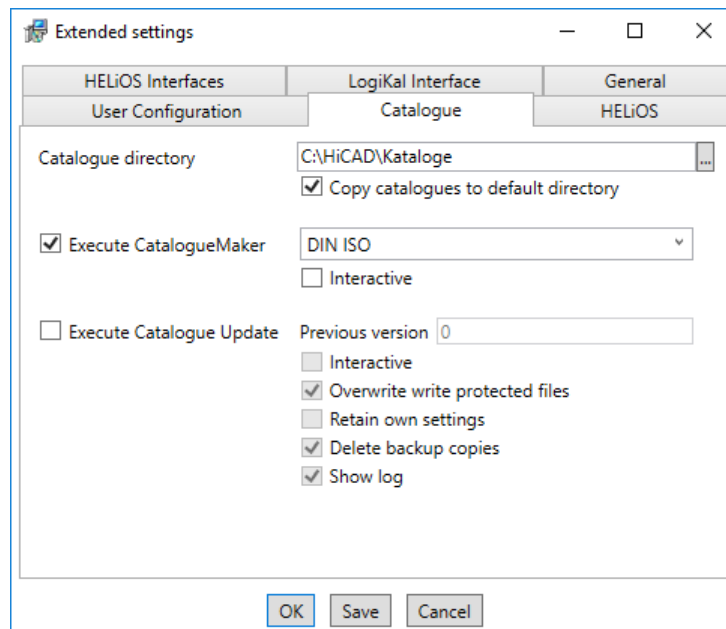 Extended settings
HELiOS Interfaces LogiKal Interface General
User Configuration Catalogue HELiOS
Catalogue directory C:\HiCAD\Kataloge ...
Copy catalogues to default directory
Execute CatalogueMaker DIN ISO
Interactive
Execute Catalogue Update Previous version 0
Interactive
Overwrite write protected files
Retain own settings
Delete backup copies
Show log
OK Save Cancel